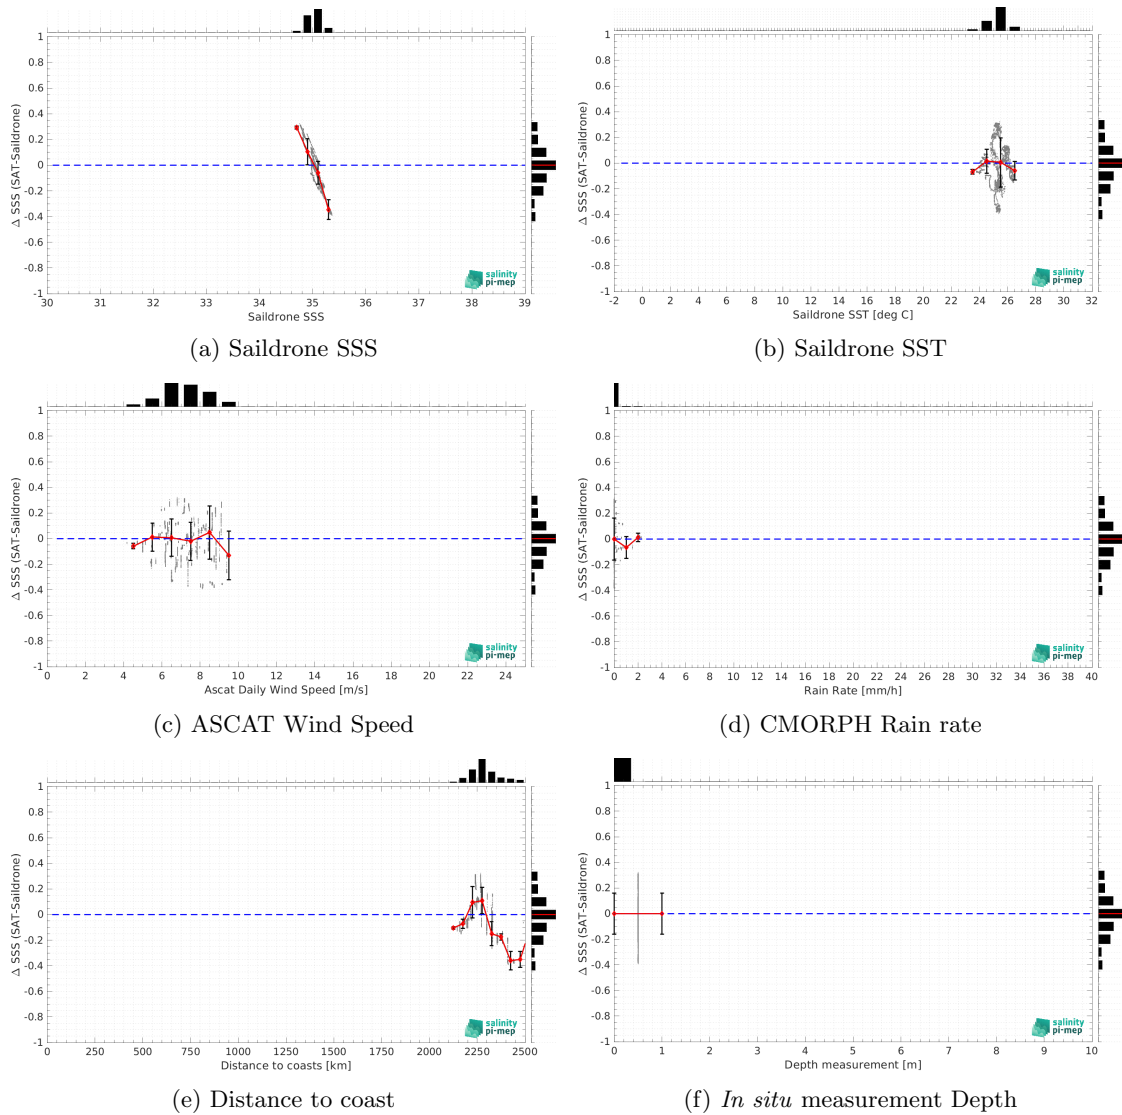 1
0.8
0.6
0.4
0.2
0
-0.2
-0.4
-0.6
-0.8
-1
Δ SSS (SAT-Saildrone)
30 31 32 33 34 35 36 37 38 39
Saildrone SSS
salinity
pi-mep
(a) Saildrone SSS
1
0.8
0.6
0.4
0.2
0
-0.2
-0.4
-0.6
-0.8
-1
Δ SSS (SAT-Saildrone)
-2 0 2 4 6 8 10 12 14 16 18 20 22 24 26 28 30 32
Saildrone SST [deg C]
salinity
pi-mep
(b) Saildrone SST
1
0.8
0.6
0.4
0.2
0
-0.2
-0.4
-0.6
-0.8
-1
Δ SSS (SAT-Saildrone)
0 2 4 6 8 10 12 14 16 18 20 22 24
Ascat Daily Wind Speed [m/s]
salinity
pi-mep
(c) ASCAT Wind Speed
1
0.8
0.6
0.4
0.2
0
-0.2
-0.4
-0.6
-0.8
-1
Δ SSS (SAT-Saildrone)
0 2 4 6 8 10 12 14 16 18 20 22 24 26 28 30 32 34 36 38 40
Rain Rate [mm/h]
salinity
pi-mep
(d) CMORPH Rain rate
1
0.8
0.6
0.4
0.2
0
-0.2
-0.4
-0.6
-0.8
-1
Δ SSS (SAT-Saildrone)
0 250 500 750 1000 1250 1500 1750 2000 2250 2500
Distance to coasts [km]
salinity
pi-mep
(e) Distance to coast
1
0.8
0.6
0.4
0.2
0
-0.2
-0.4
-0.6
-0.8
-1
Δ SSS (SAT-Saildrone)
0 1 2 3 4 5 6 7 8 9 10
Depth measurement [m]
salinity
pi-mep
(f) In situ measurement Depth